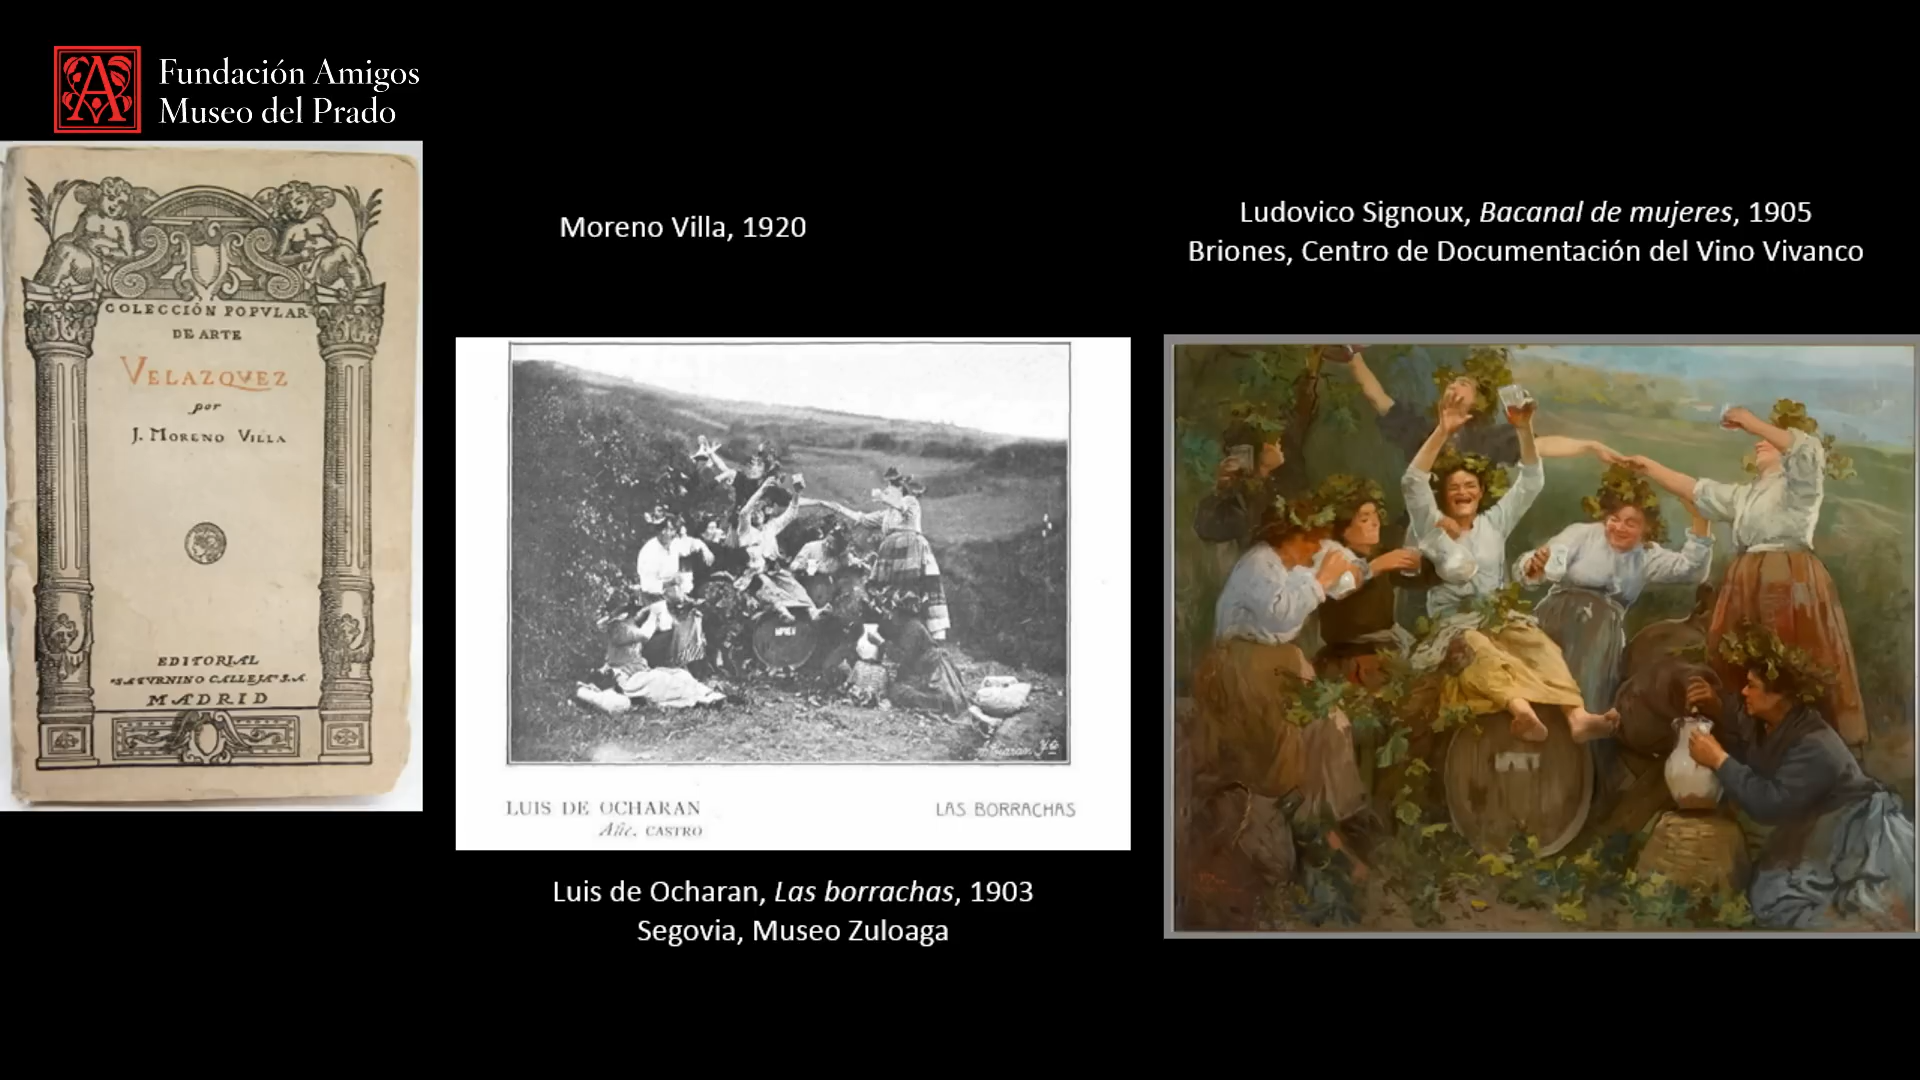 Fundación Amigos
Museo del Prado
COLECCIÓN POPVLAR
DE ARTE
VELAZQVEZ
por
J. MORENO VILLA
EDITORIAL
"SATVRNINO CALLEJA" S.A.
MADRID
Moreno Villa, 1920
LUIS DE OCHARAN
CASTRO
LAS BORRACHAS
Luis de Ocharan, Las borrachas, 1903
Segovia, Museo Zuloaga
Ludovico Signoux, Bacanal de mujeres, 1905
Briones, Centro de Documentación del Vino Vivanco